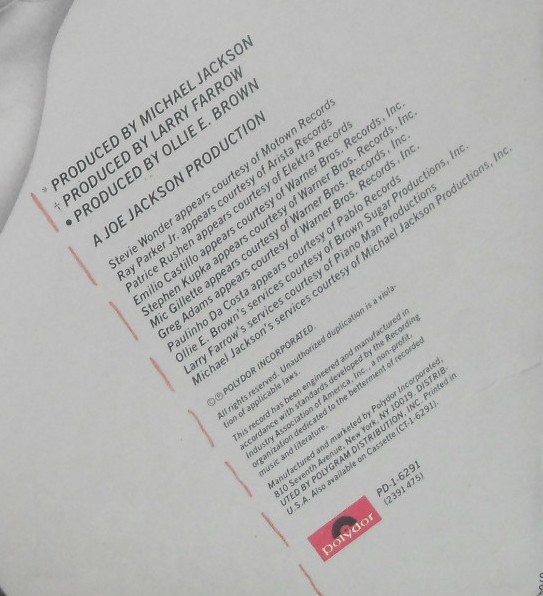 * PRODUCED BY MICHAEL JACKSON
† PRODUCED BY LARRY FARROW
• PRODUCED BY OLLIE E. BROWN
A JOE JACKSON PRODUCTION
Stevie Wonder appears courtesy of Motown Records
Ray Parker Jr. appears courtesy of Arista Records
Patrice Rushen appears courtesy of Elektra Records
Emilio Castillo appears courtesy of Warner Bros. Records, Inc.
Stephen Kupka appears courtesy of Warner Bros. Records, Inc.
Mic Gillette appears courtesy of Warner Bros. Records, Inc.
Greg Adams appears courtesy of Warner Bros. Records, Inc.
Paulinho Da Costa appears courtesy of Pablo Records
Ollie E. Brown's services courtesy of Brown Sugar Productions, Inc.
Larry Farrow's services courtesy of Piano Man Productions
Michael Jackson's services courtesy of Michael Jackson Productions, Inc.
©℗ POLYDOR INCORPORATED.
All rights reserved. Unauthorized duplication is a viola-
tion of applicable laws.
This record has been engineered and manufactured in
accordance with standards developed by the Recording
Industry Association of America, Inc., a non-profit
organization dedicated to the betterment of recorded
music and literature.
Manufactured and marketed by Polydor Incorporated,
810 Seventh Avenue, New York, NY 10019. DISTRIB-
UTED BY POLYGRAM DISTRIBUTION, INC. Printed in
U.S.A. Also available on Cassette (CT-1-6291).
polydor
PD-1-6291
(2391 475)